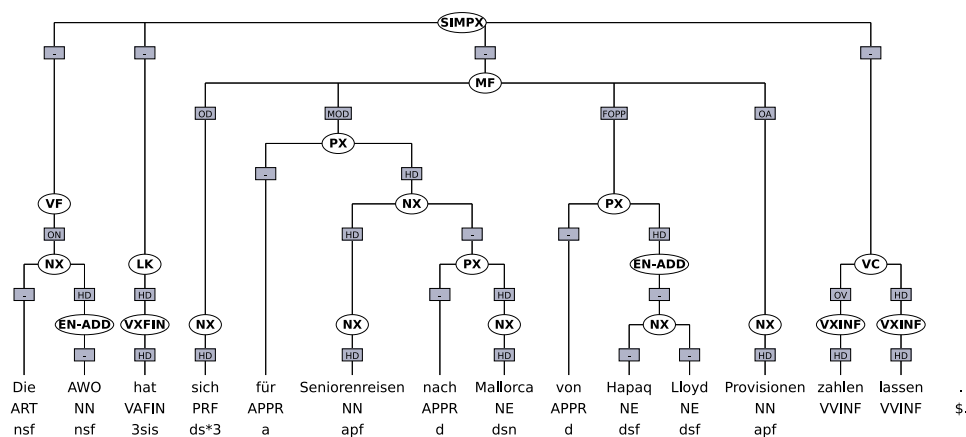 SIMPX
- - -
MF
OD MOD FOPP OA
PX
- HD
VF NX PX
ON HD - - HD
NX LK PX EN-ADD VC
- HD HD - HD - OV HD
EN-ADD VXFIN NX NX NX NX NX VXINF VXINF
- HD HD HD HD - - HD HD HD
Die AWO hat sich für Seniorenreisen nach Mallorca von Hapaq Lloyd Provisionen zahlen lassen .
ART NN VAFIN PRF APPR NN APPR NE APPR NE NE NN VVINF VVINF $.
nsf nsf 3sis ds*3 a apf d dsn d dsf dsf apf